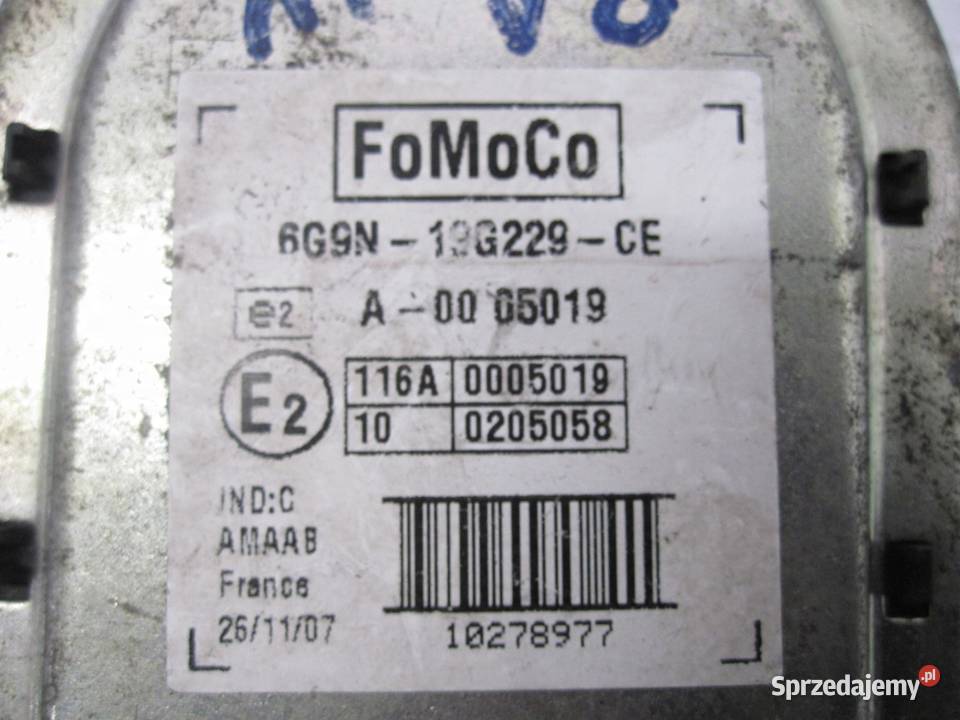 FoMoCo
6G9N-19G229-CE
e2 A-00 05019
E2 116A 0005019
10 0205058
IND:C
AMAAB
France
26/11/07
10278977
Sprzedajemy.pl